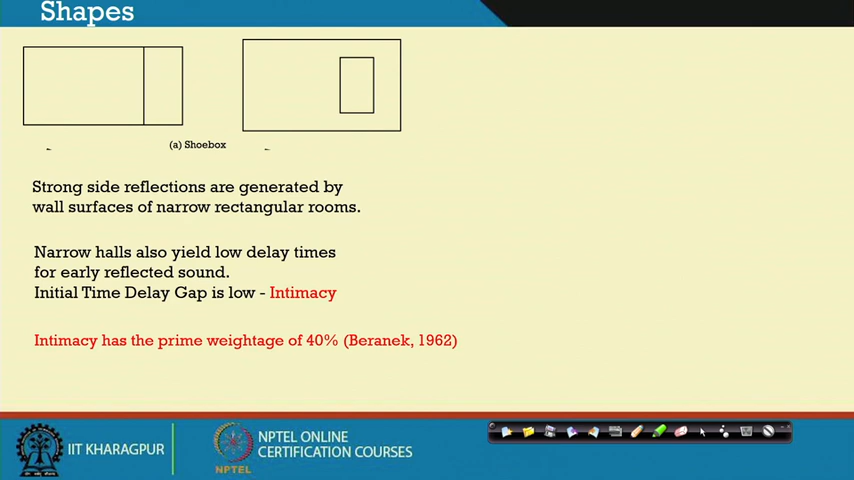 Shapes
(a) Shoebox
Strong side reflections are generated by
wall surfaces of narrow rectangular rooms.
Narrow halls also yield low delay times
for early reflected sound.
Initial Time Delay Gap is low - Intimacy
Intimacy has the prime weightage of 40% (Beranek, 1962)
IIT KHARAGPUR
NPTEL
NPTEL ONLINE
CERTIFICATION COURSES